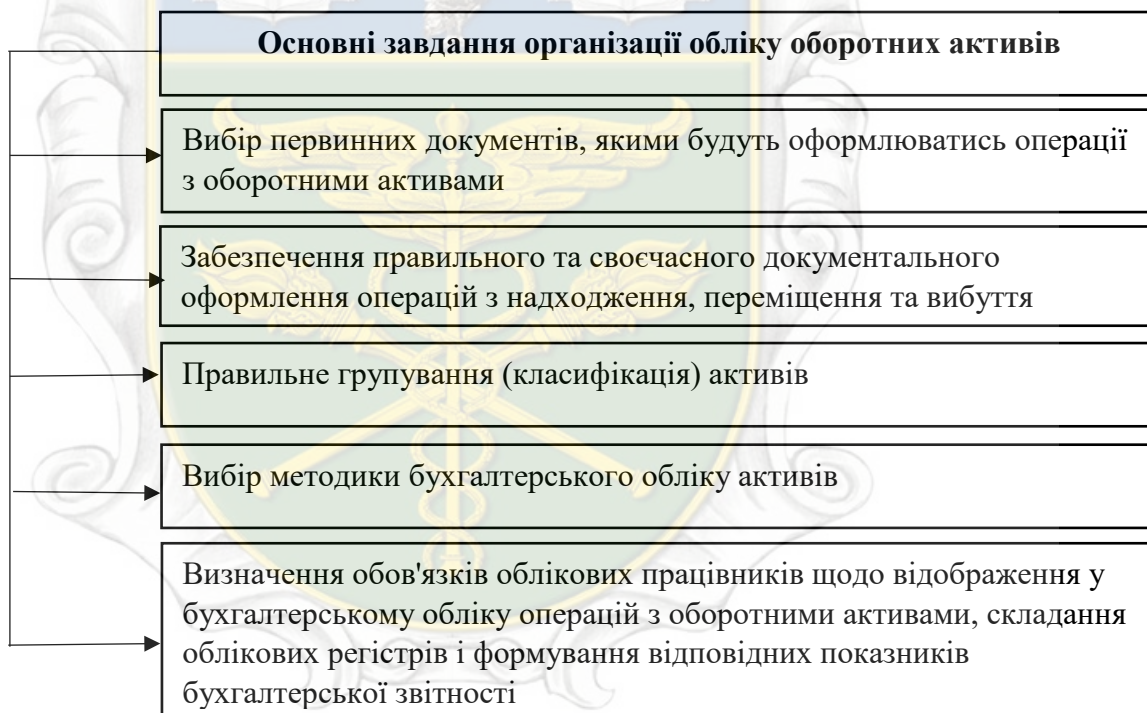 Основні завдання організації обліку оборотних активів
Вибір первинних документів, якими будуть оформлюватись операції
з оборотними активами
Забезпечення правильного та своєчасного документального
оформлення операцій з надходження, переміщення та вибуття
Правильне групування (класифікація) активів
Вибір методики бухгалтерського обліку активів
Визначення обов'язків облікових працівників щодо відображення у
бухгалтерському обліку операцій з оборотними активами, складання
облікових регістрів і формування відповідних показників
бухгалтерської звітності